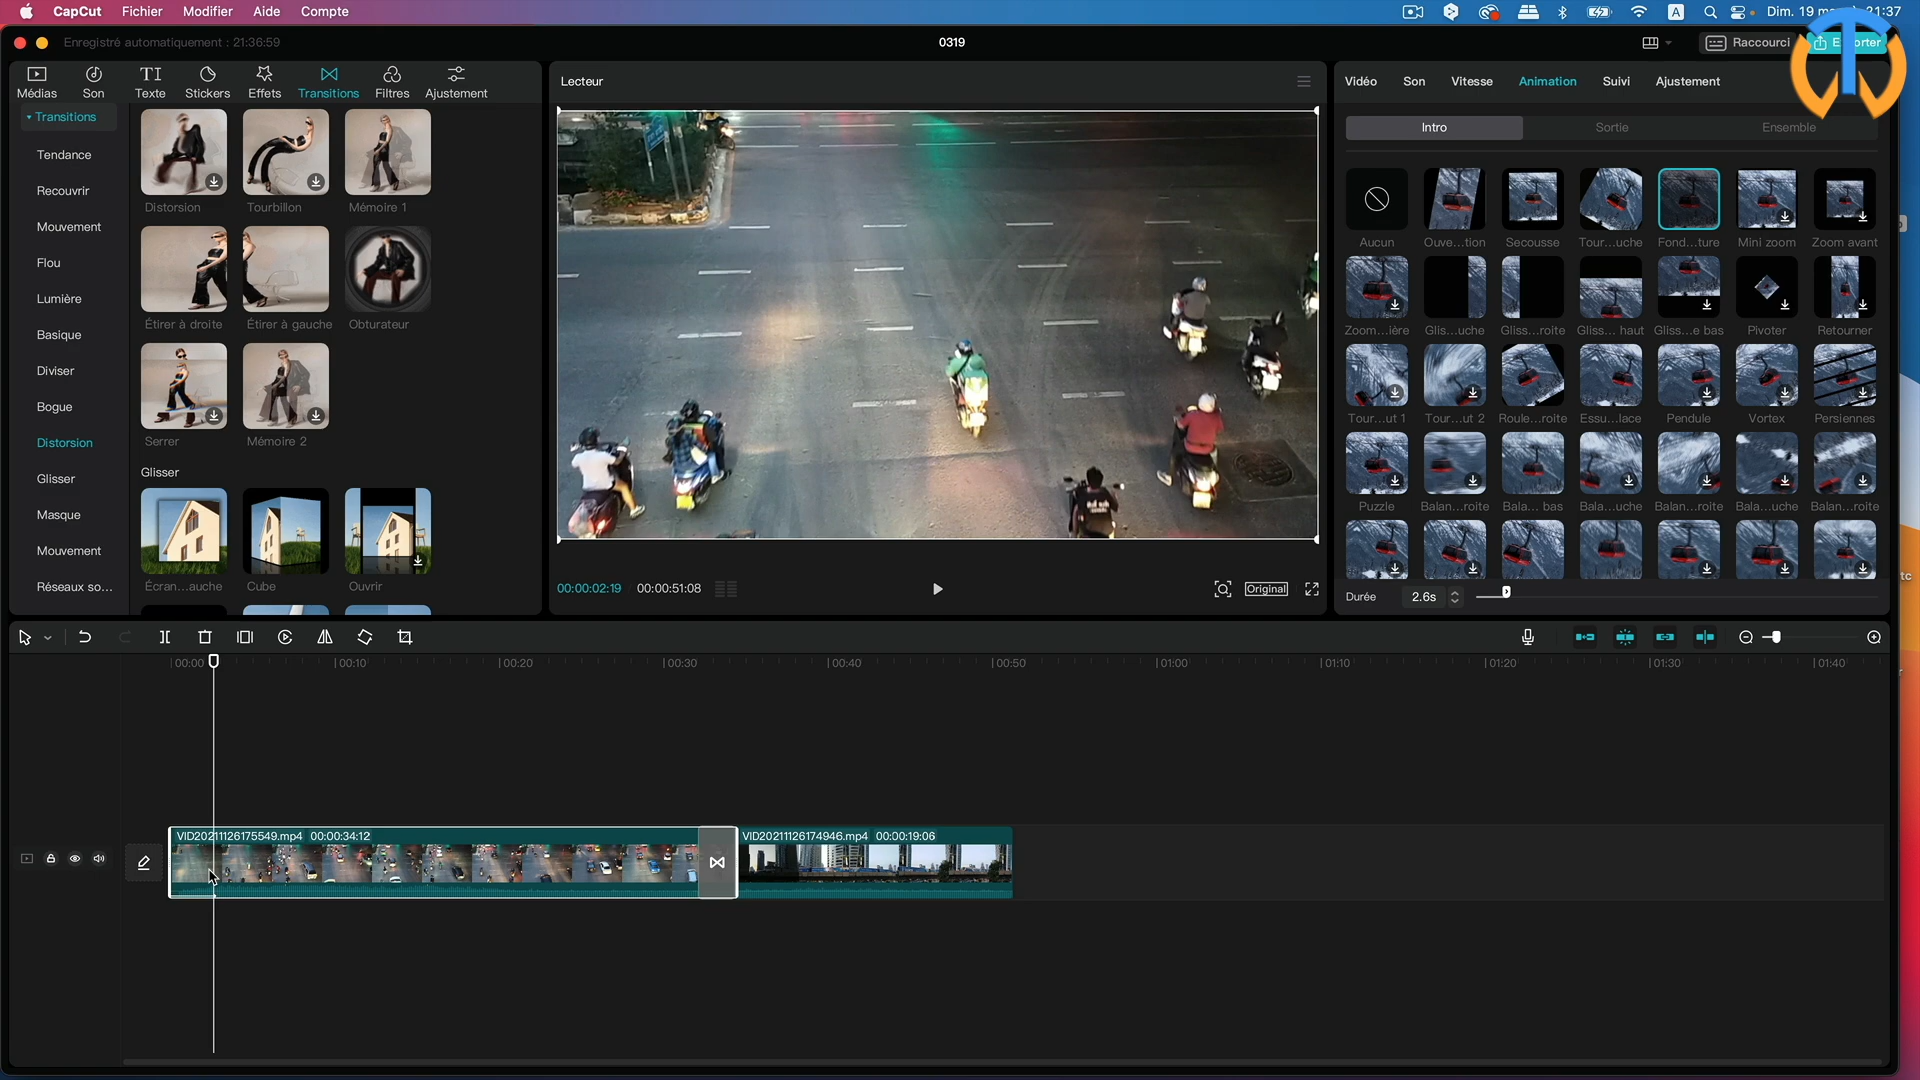 CapCut Fichier Modifier Aide Compte
A
Dim. 19 21:37
Enregistré automatiquement : 21:36:59
0319
Raccourci
Médias Son Texte Stickers Effets Transitions Filtres Ajustement
Transitions
Tendance
Recouvrir
Mouvement
Flou
Lumière
Basique
Diviser
Bogue
Distorsion
Glisser
Masque
Mouvement
Réseaux so...
Distorsion Tourbillon Mémoire 1
Étirer à droite Étirer à gauche Obturateur
Serrer Mémoire 2
Glisser
Écran...auche Cube Ouvrir
Lecteur
00:00:02:19 00:00:51:08
Original
Vidéo Son Vitesse Animation Suivi Ajustement
Intro Sortie Ensemble
Aucun Ouve...tion Secousse Tour...uche Fond...ture Mini zoom Zoom avant
Zoom...ière Glis...uche Gliss...roite Gliss... haut Gliss...e bas Pivoter Retourner
Tour...ut 1 Tour...ut 2 Roule...roite Essu...lace Pendule Vortex Persiennes
Puzzle Balan...roite Bala... bas Bala...uche Balan...roite Bala...uche Balan...roite
Durée 2.6s
00:00 00:10 00:20 00:30 00:40 00:50 01:00 01:10 01:20 01:30 01:40
VID20211126175549.mp4 00:00:34:12
VID20211126174946.mp4 00:00:19:06
tc